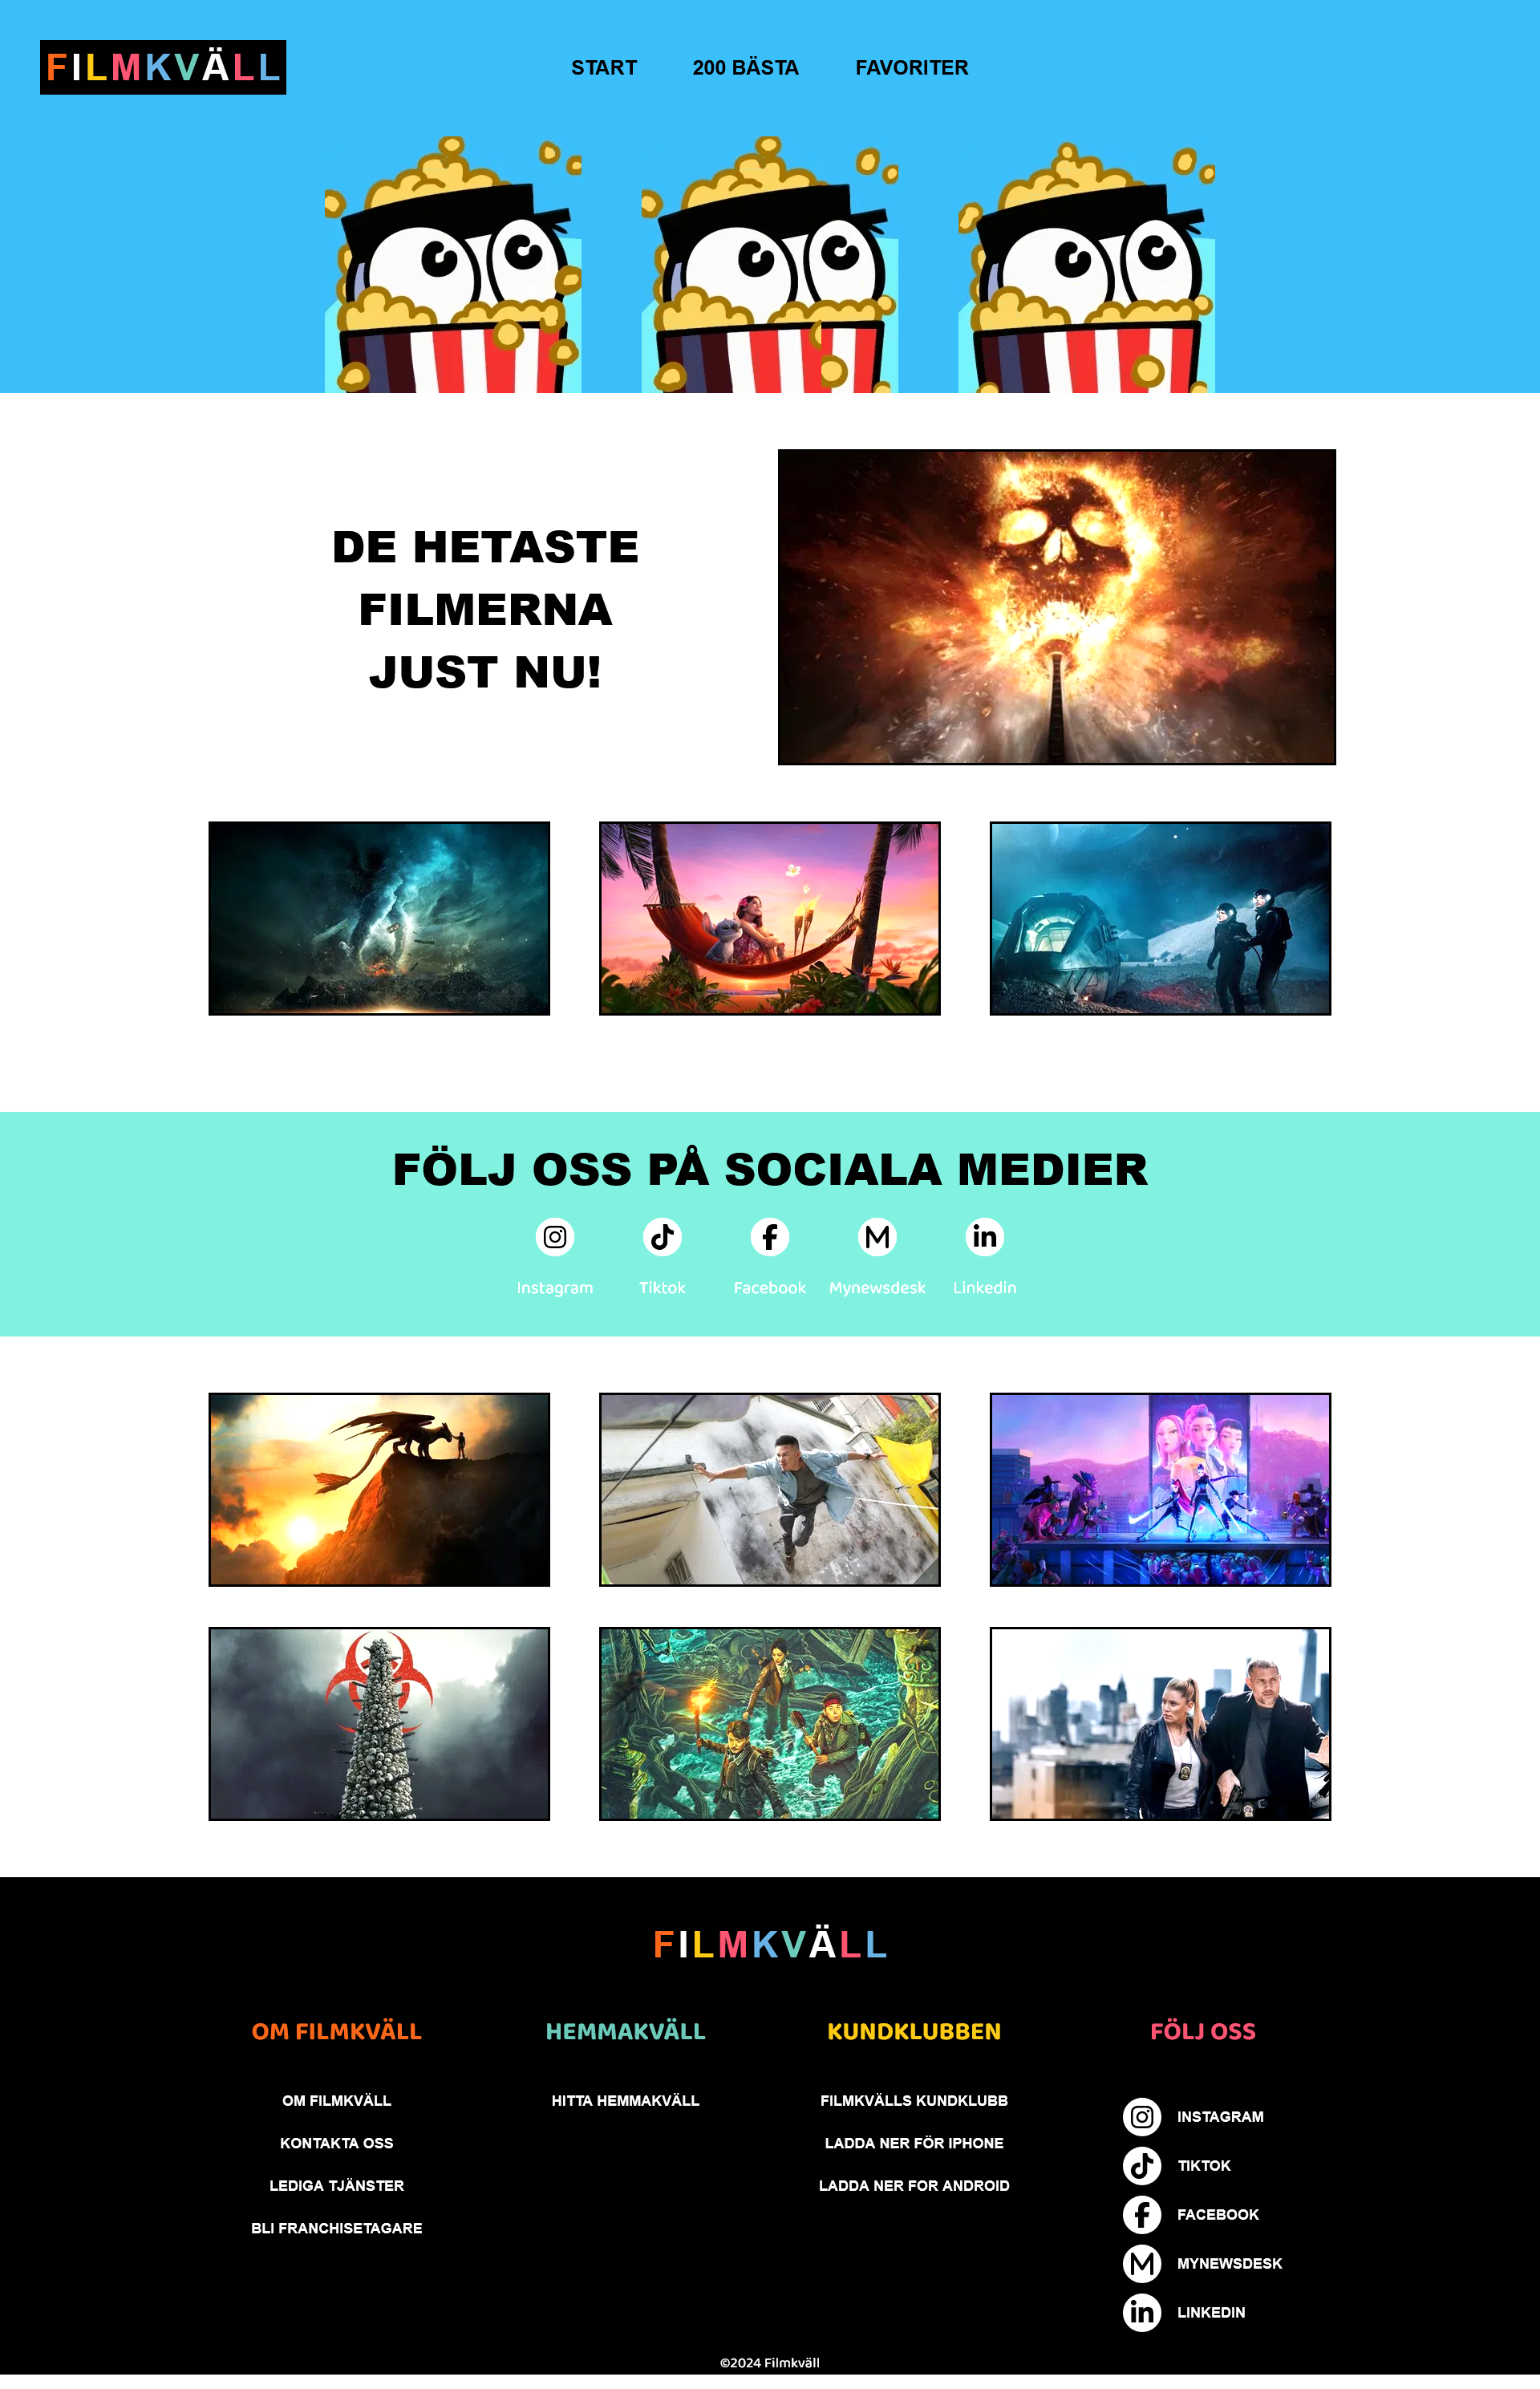 FILMKVÄLL
START
200 BÄSTA
FAVORITER
DE HETASTE
FILMERNA
JUST NU!
FÖLJ OSS PÅ SOCIALA MEDIER
Instagram
Tiktok
Facebook
Mynewsdesk
Linkedin
FILMKVÄLL
OM FILMKVÄLL
OM FILMKVÄLL
KONTAKTA OSS
LEDIGA TJÄNSTER
BLI FRANCHISETAGARE
HEMMAKVÄLL
HITTA HEMMAKVÄLL
KUNDKLUBBEN
FILMKVÄLLS KUNDKLUBB
LADDA NER FÖR IPHONE
LADDA NER FOR ANDROID
FÖLJ OSS
INSTAGRAM
TIKTOK
FACEBOOK
MYNEWSDESK
LINKEDIN
©2024 Filmkväll